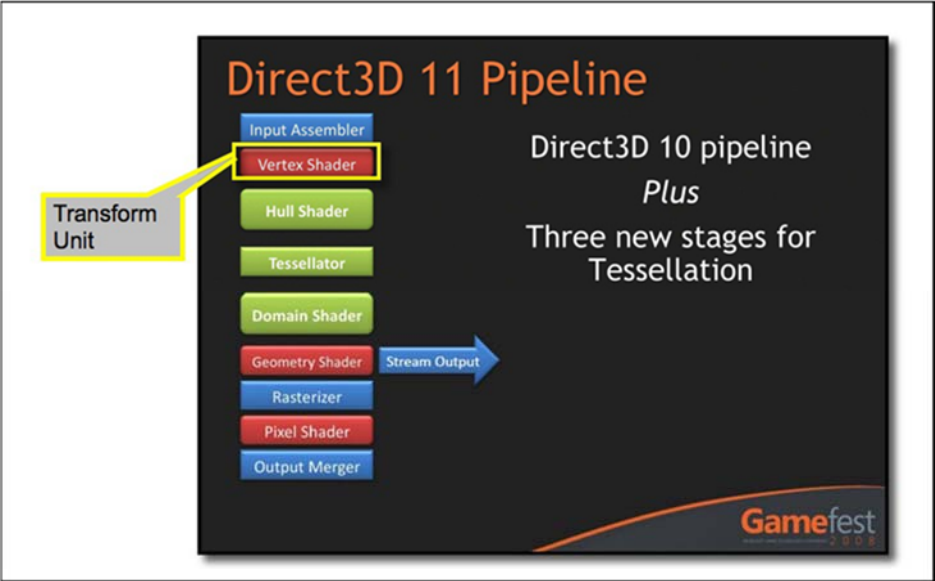 Direct3D 11 Pipeline
Input Assembler
Vertex Shader
Transform
Unit
Hull Shader
Tessellator
Domain Shader
Geometry Shader
Stream Output
Rasterizer
Pixel Shader
Output Merger
Direct3D 10 pipeline
Plus
Three new stages for
Tessellation
Gamefest
2008